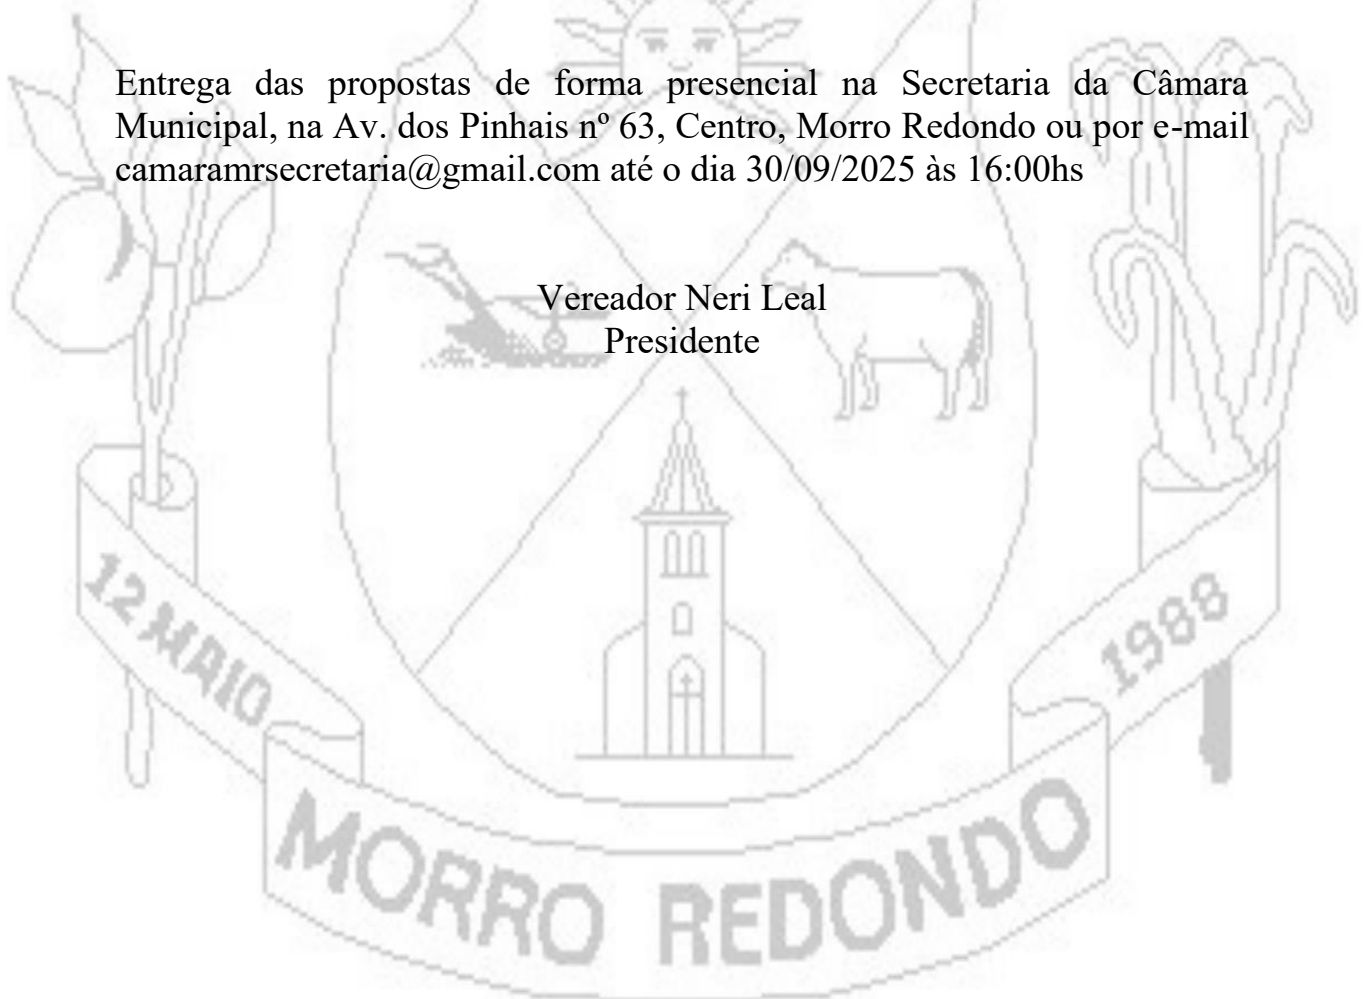 Entrega das propostas de forma presencial na Secretaria da Câmara
Municipal, na Av. dos Pinhais nº 63, Centro, Morro Redondo ou por e-mail
camaramrsecretaria@gmail.com até o dia 30/09/2025 às 16:00hs
Vereador Neri Leal
Presidente
12 MAIO
1988
MORRO REDONDO